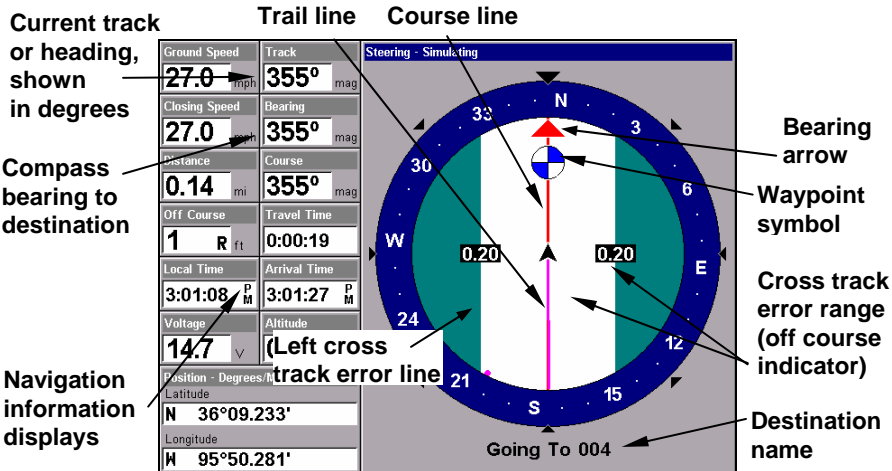 Current track
or heading,
shown
in degrees
Trail line
Course line
Compass
bearing to
destination
Navigation
information
displays
Ground Speed
27.0 mph
Track
355º mag
Closing Speed
27.0 mph
Bearing
355º mag
Distance
0.14 mi
Course
355º mag
Off Course
1 R ft
Travel Time
0:00:19
Local Time
3:01:08 PM
Arrival Time
3:01:27 PM
Voltage
14.7 V
Altitude
Left cross
track error line
Position - Degrees/M
Latitude
N 36°09.233'
Longitude
W 95°50.281'
Steering - Simulating
N
3
6
E
12
15
S
21
24
W
30
33
0.20
0.20
Going To 004
Bearing
arrow
Waypoint
symbol
Cross track
error range
(off course
indicator)
Destination
name